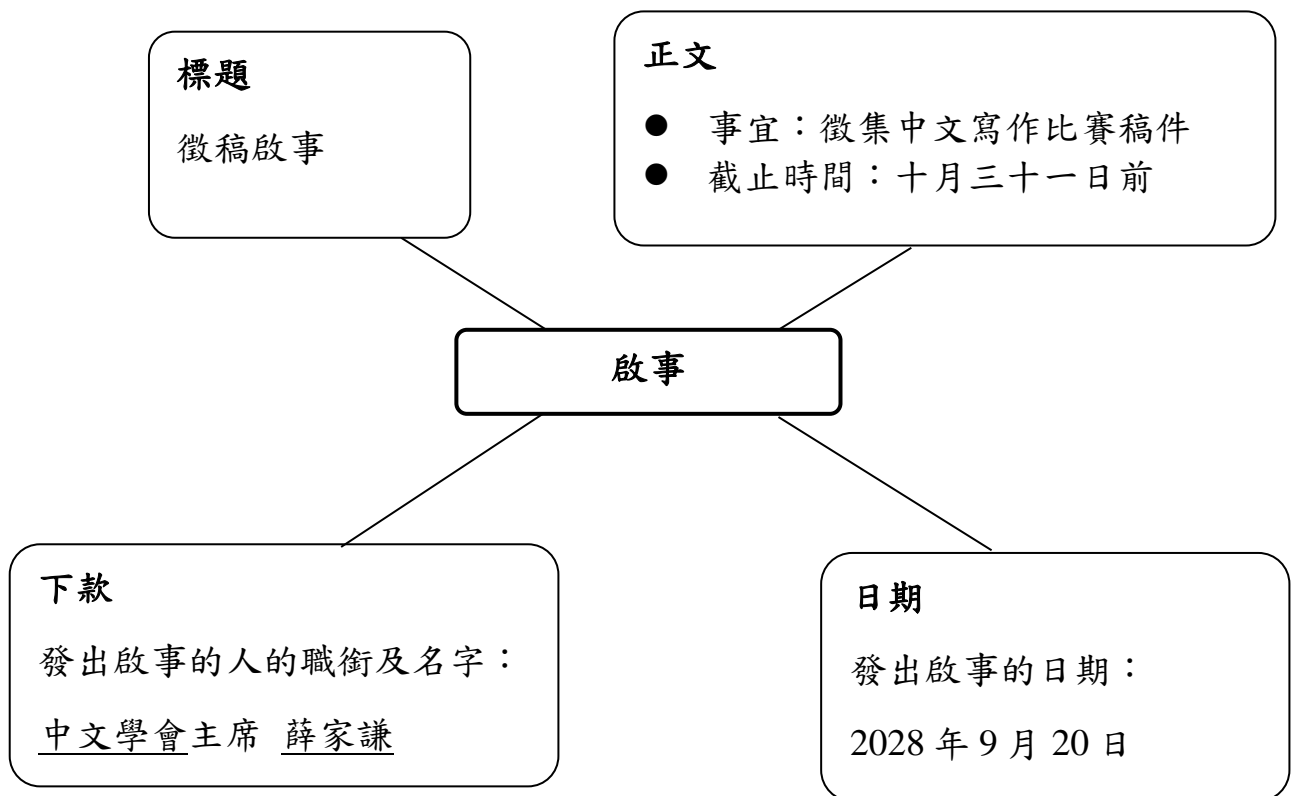 標題
徵稿啟事
正文
● 事宜：徵集中文寫作比賽稿件
● 截止時間：十月三十一日前
啟事
下款
發出啟事的人的職銜及名字：
中文學會主席 薛家謙
日期
發出啟事的日期：
2028 年 9 月 20 日